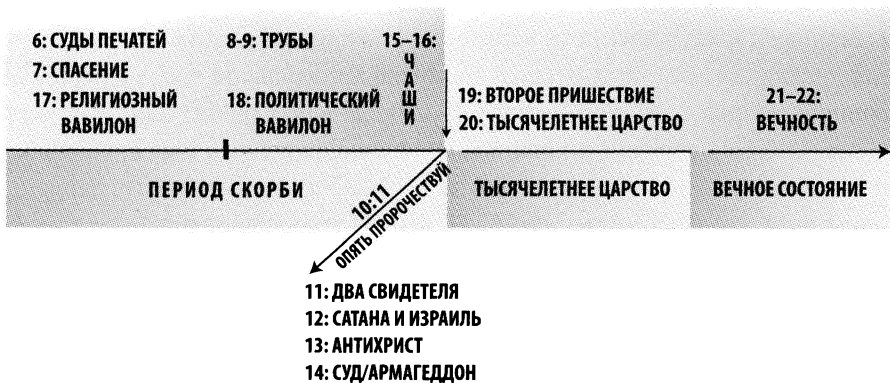 6: СУДЫ ПЕЧАТЕЙ
7: СПАСЕНИЕ
17: РЕЛИГИОЗНЫЙ
ВАВИЛОН
8-9: ТРУБЫ
18: ПОЛИТИЧЕСКИЙ
ВАВИЛОН
15–16:
ЧАШИ
19: ВТОРОЕ ПРИШЕСТВИЕ
20: ТЫСЯЧЕЛЕТНЕЕ ЦАРСТВО
21–22:
ВЕЧНОСТЬ
ПЕРИОД СКОРБИ
10:11
ОПЯТЬ ПРОРОЧЕСТВУЙ
ТЫСЯЧЕЛЕТНЕЕ ЦАРСТВО
ВЕЧНОЕ СОСТОЯНИЕ
11: ДВА СВИДЕТЕЛЯ
12: САТАНА И ИЗРАИЛЬ
13: АНТИХРИСТ
14: СУД/АРМАГЕДДОН